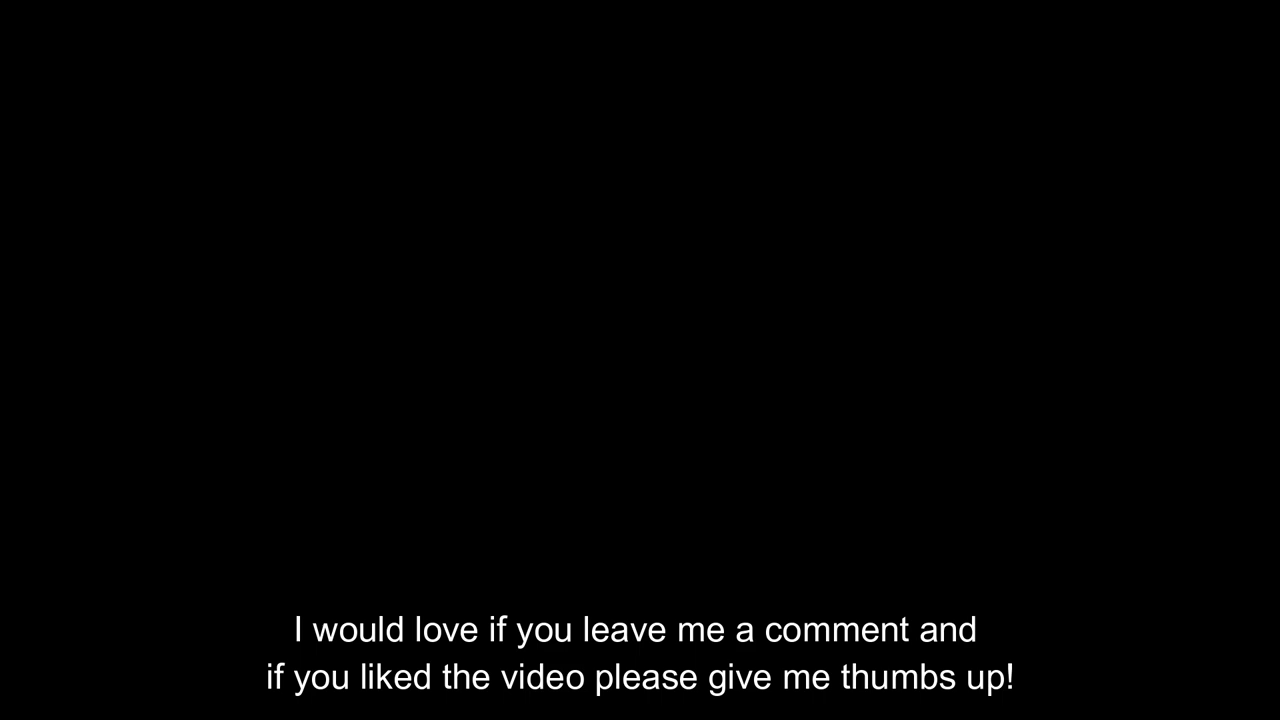 I would love if you leave me a comment and
if you liked the video please give me thumbs up!